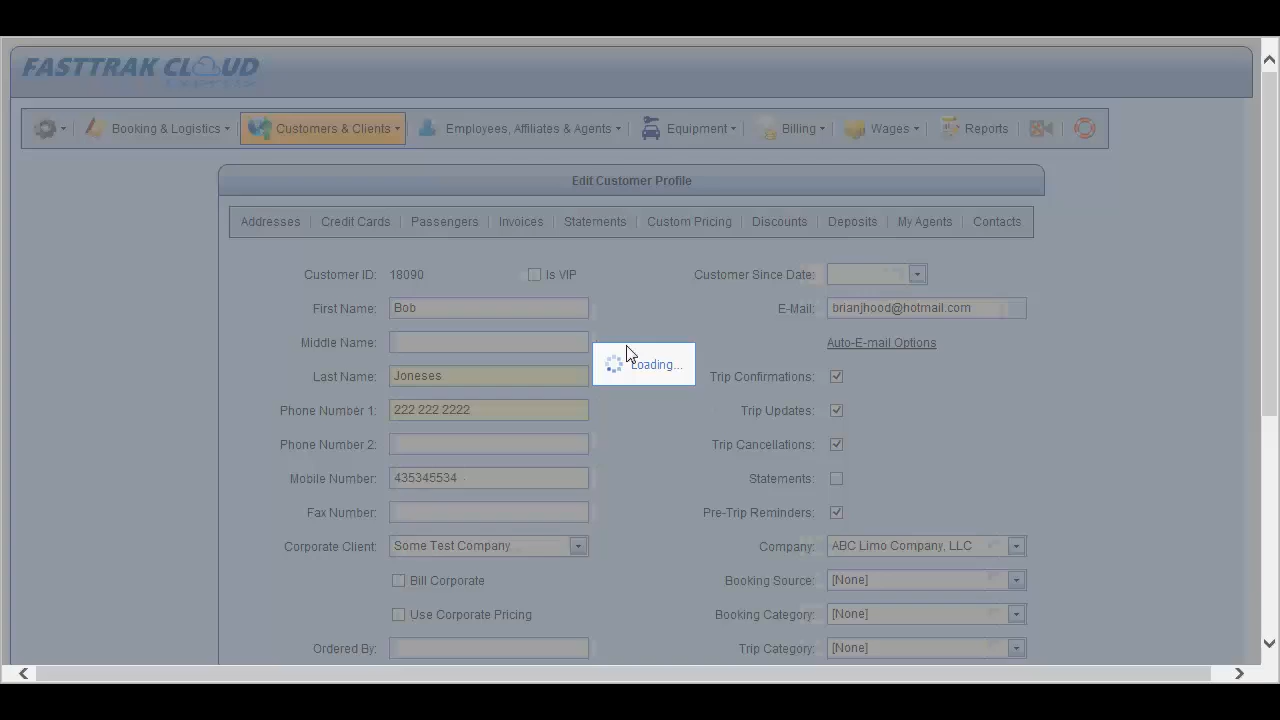 FASTTRAK CLOUD
Booking & Logistics
Customers & Clients
Employees, Affiliates & Agents
Equipment
Billing
Wages
Reports
Edit Customer Profile
Addresses
Credit Cards
Passengers
Invoices
Statements
Custom Pricing
Discounts
Deposits
My Agents
Contacts
Customer ID: 18090
Is VIP
Customer Since Date:
First Name: Bob
E-Mail: brianjhood@hotmail.com
Middle Name:
Auto-E-mail Options
Loading...
Last Name: Joneses
Trip Confirmations:
Phone Number 1: 222 222 2222
Trip Updates:
Phone Number 2:
Trip Cancellations:
Mobile Number: 435345534
Statements:
Fax Number:
Pre-Trip Reminders:
Corporate Client: Some Test Company
Company: ABC Limo Company, LLC
Bill Corporate
Booking Source: [None]
Use Corporate Pricing
Booking Category: [None]
Ordered By:
Trip Category: [None]